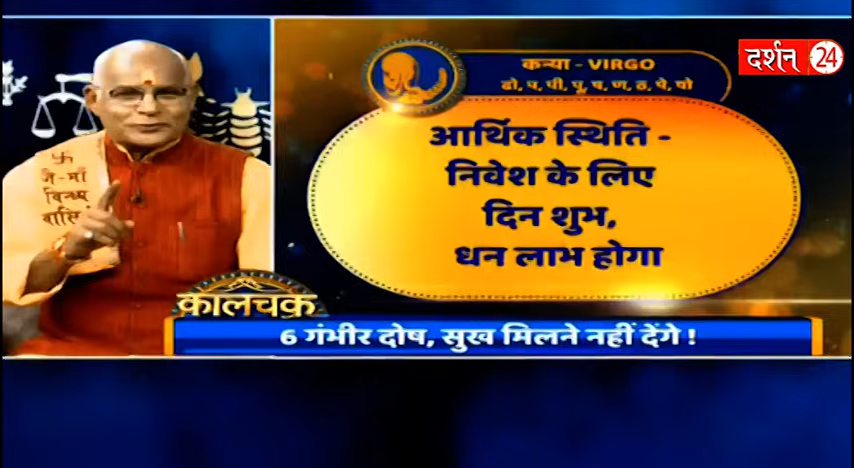 दर्शन 24
कन्या - VIRGO
ढो, प, पी, पू, ष, ण, ठ, पे, पो
आर्थिक स्थिति -
निवेश के लिए
दिन शुभ,
धन लाभ होगा
जै-माँ
विन्ध्य
वासि
कालचक्र
6 गंभीर दोष, सुख मिलने नहीं देंगे !